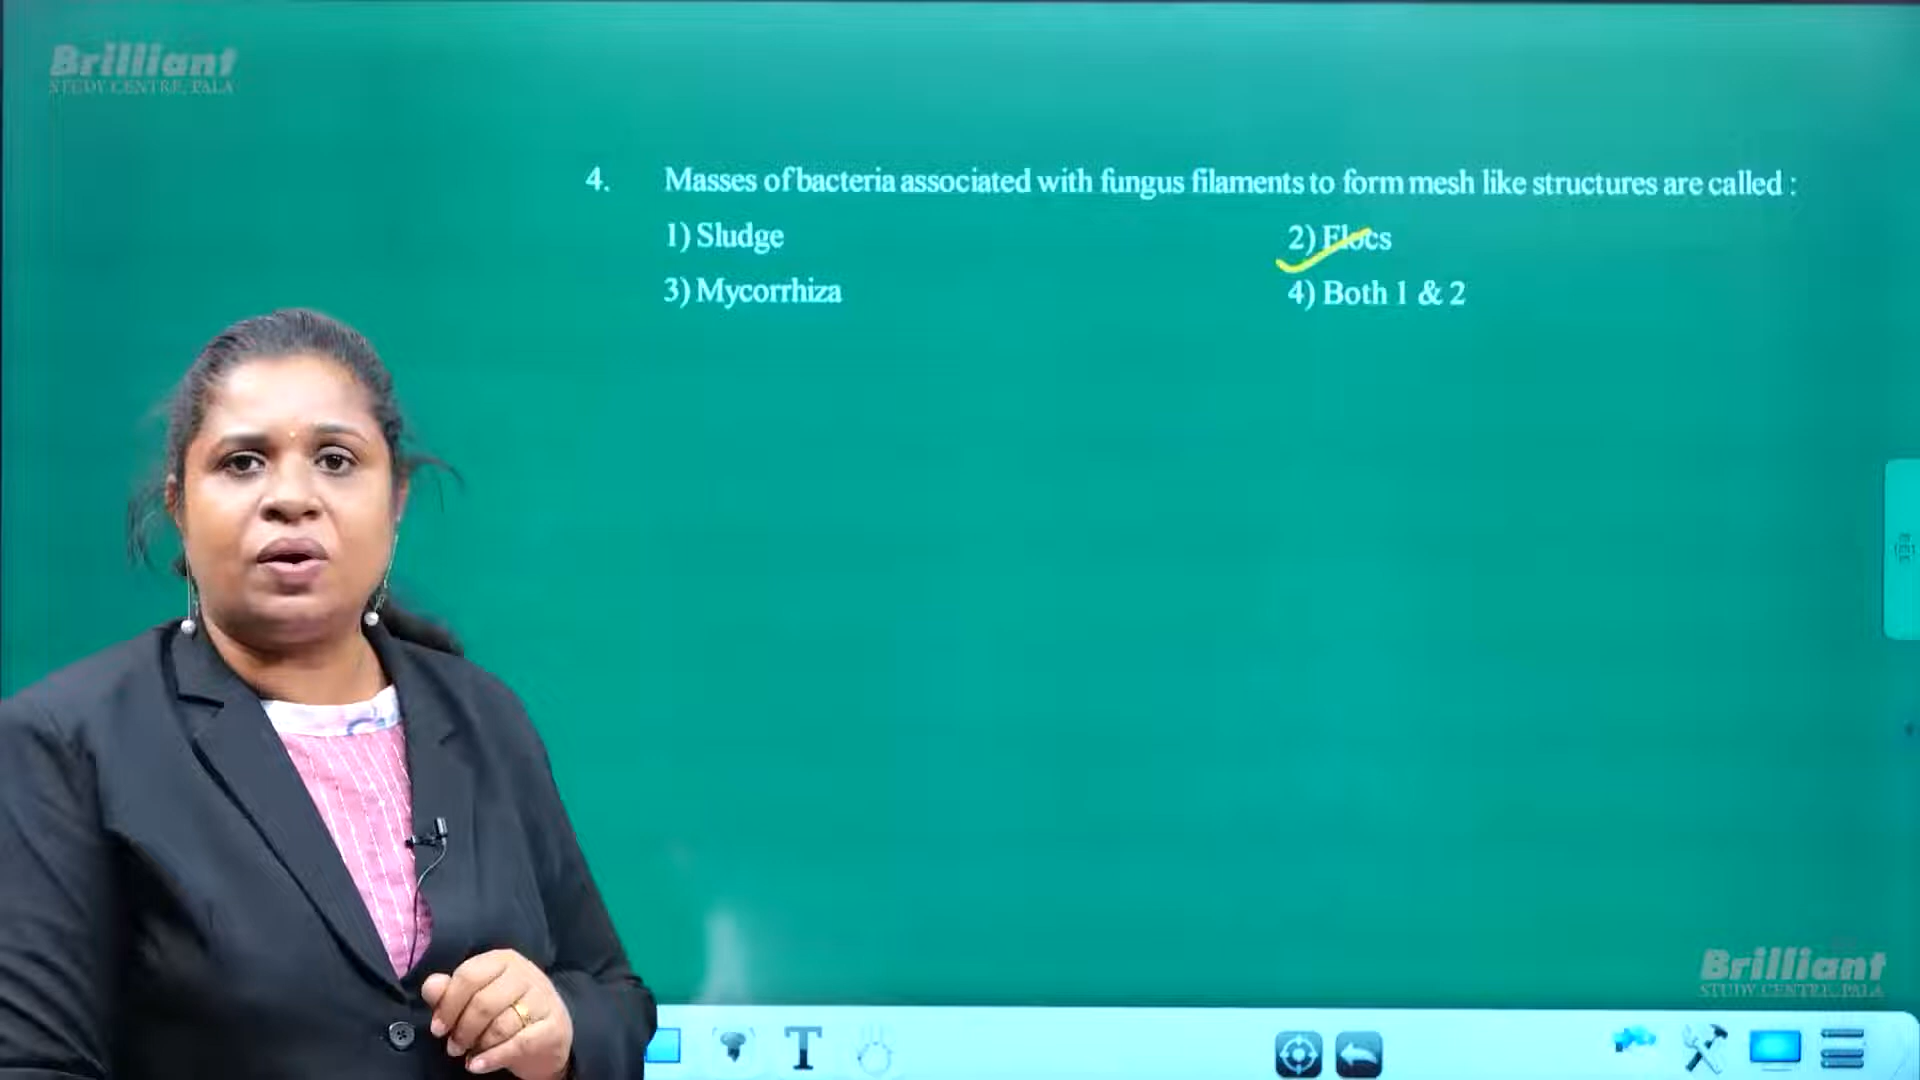 Brilliant
STUDY CENTRE, PALA
4. Masses of bacteria associated with fungus filaments to form mesh like structures are called :
1) Sludge 2) Flocs
3) Mycorrhiza 4) Both 1 & 2
Brilliant
STUDY CENTRE, PALA
T